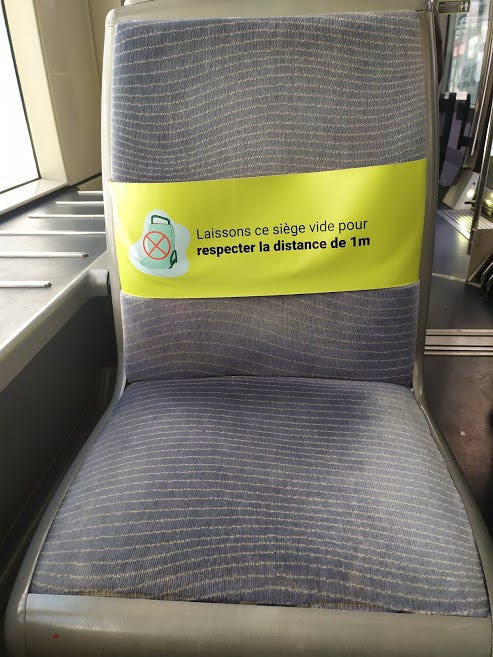 Laissons ce siège vide pour
respecter la distance de 1m